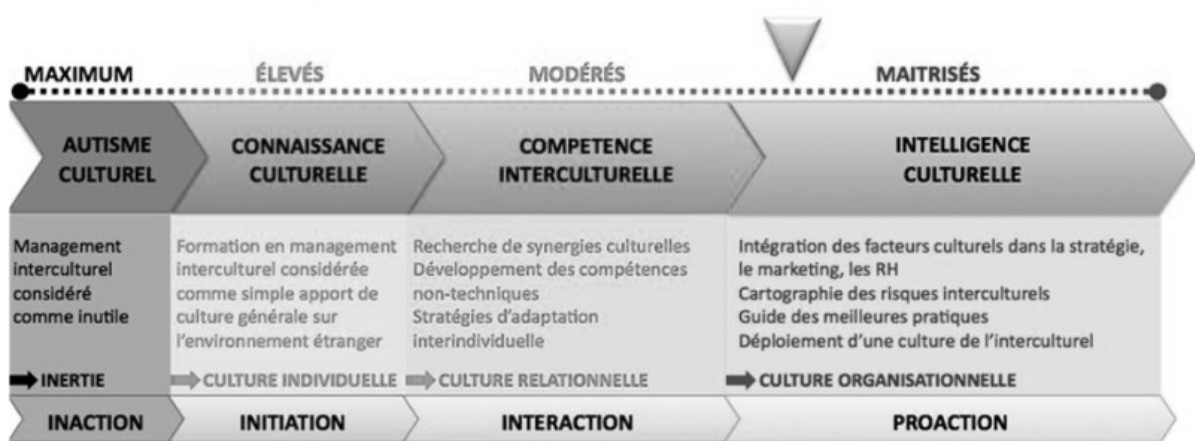 MAXIMUM
ÉLEVÉS
MODÉRÉS
MAITRISÉS
AUTISME
CULTUREL
CONNAISSANCE
CULTURELLE
COMPETENCE
INTERCULTURELLE
INTELLIGENCE
CULTURELLE
Management
interculturel
considéré
comme inutile
Formation en management
interculturel considérée
comme simple apport de
culture générale sur
l'environnement étranger
Recherche de synergies culturelles
Développement des compétences
non-techniques
Stratégies d'adaptation
interindividuelle
Intégration des facteurs culturels dans la stratégie,
le marketing, les RH
Cartographie des risques interculturels
Guide des meilleures pratiques
Déploiement d'une culture de l'interculturel
INERTIE
CULTURE INDIVIDUELLE
CULTURE RELATIONNELLE
CULTURE ORGANISATIONNELLE
INACTION
INITIATION
INTERACTION
PROACTION